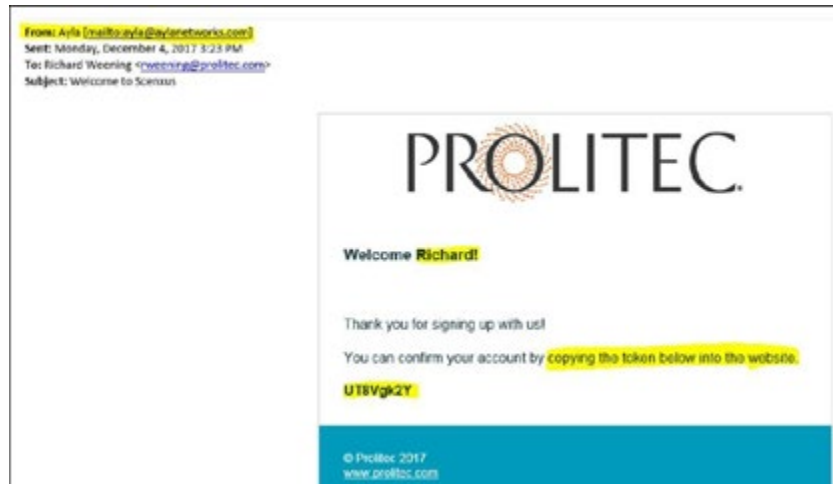 From: Ayla [mailto:ayla@aylanetworks.com]
Sent: Monday, December 4, 2017 3:23 PM
To: Richard Weening <rweening@prolitec.com>
Subject: Welcome to Scenxus
PROLITEC.
Welcome Richard!
Thank you for signing up with us!
You can confirm your account by copying the token below into the website.
UT8Vgk2Y
© Prolitec 2017
www.prolitec.com